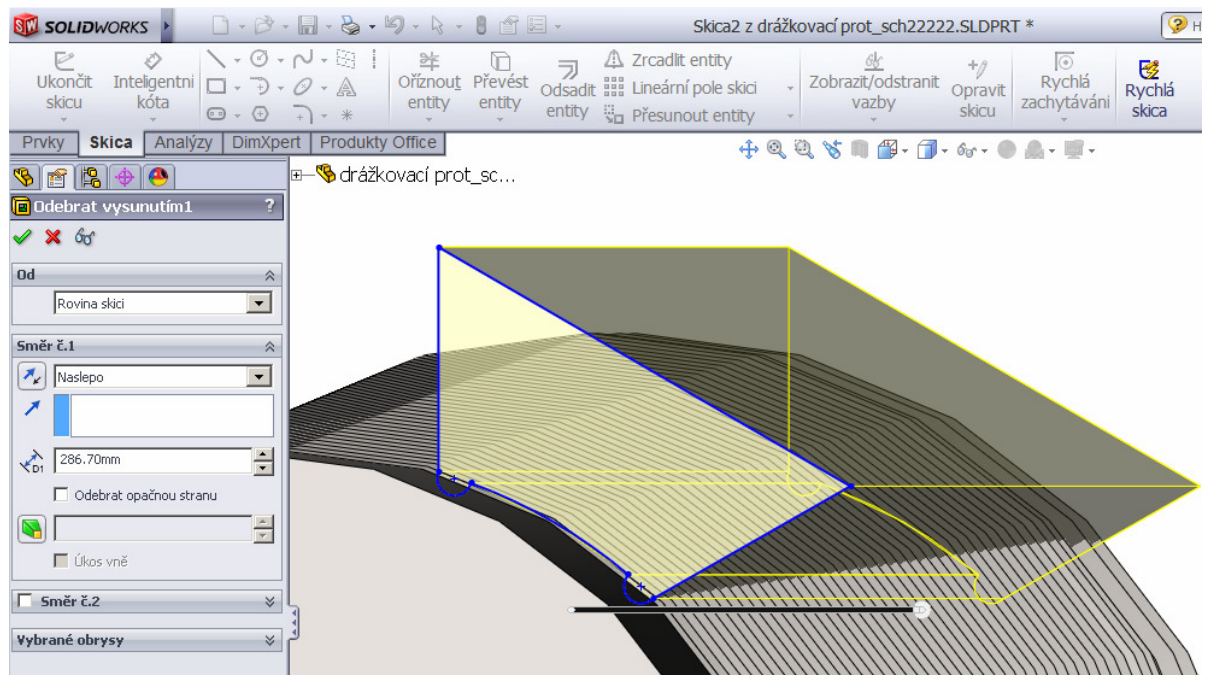 SOLIDWORKS
Skica2 z drážkovací prot_sch22222.SLDPRT *
Ukončit skicu
Inteligentni kóta
Oříznout entity
Převést entity
Odsadit entity
Zrcadlit entity
Lineární pole skici
Přesunout entity
Zobrazit/odstranit vazby
Opravit skicu
Rychlá zachytáváni
Rychlá skica
Prvky Skica Analýzy DimXpert Produkty Office
drážkovací prot_sc...
Odebrat vysunutím1 ?
Od
Rovina skici
Směr č.1
Naslepo
D1
286.70mm
Odebrat opačnou stranu
Úkos vně
Směr č.2
Vybrané obrysy